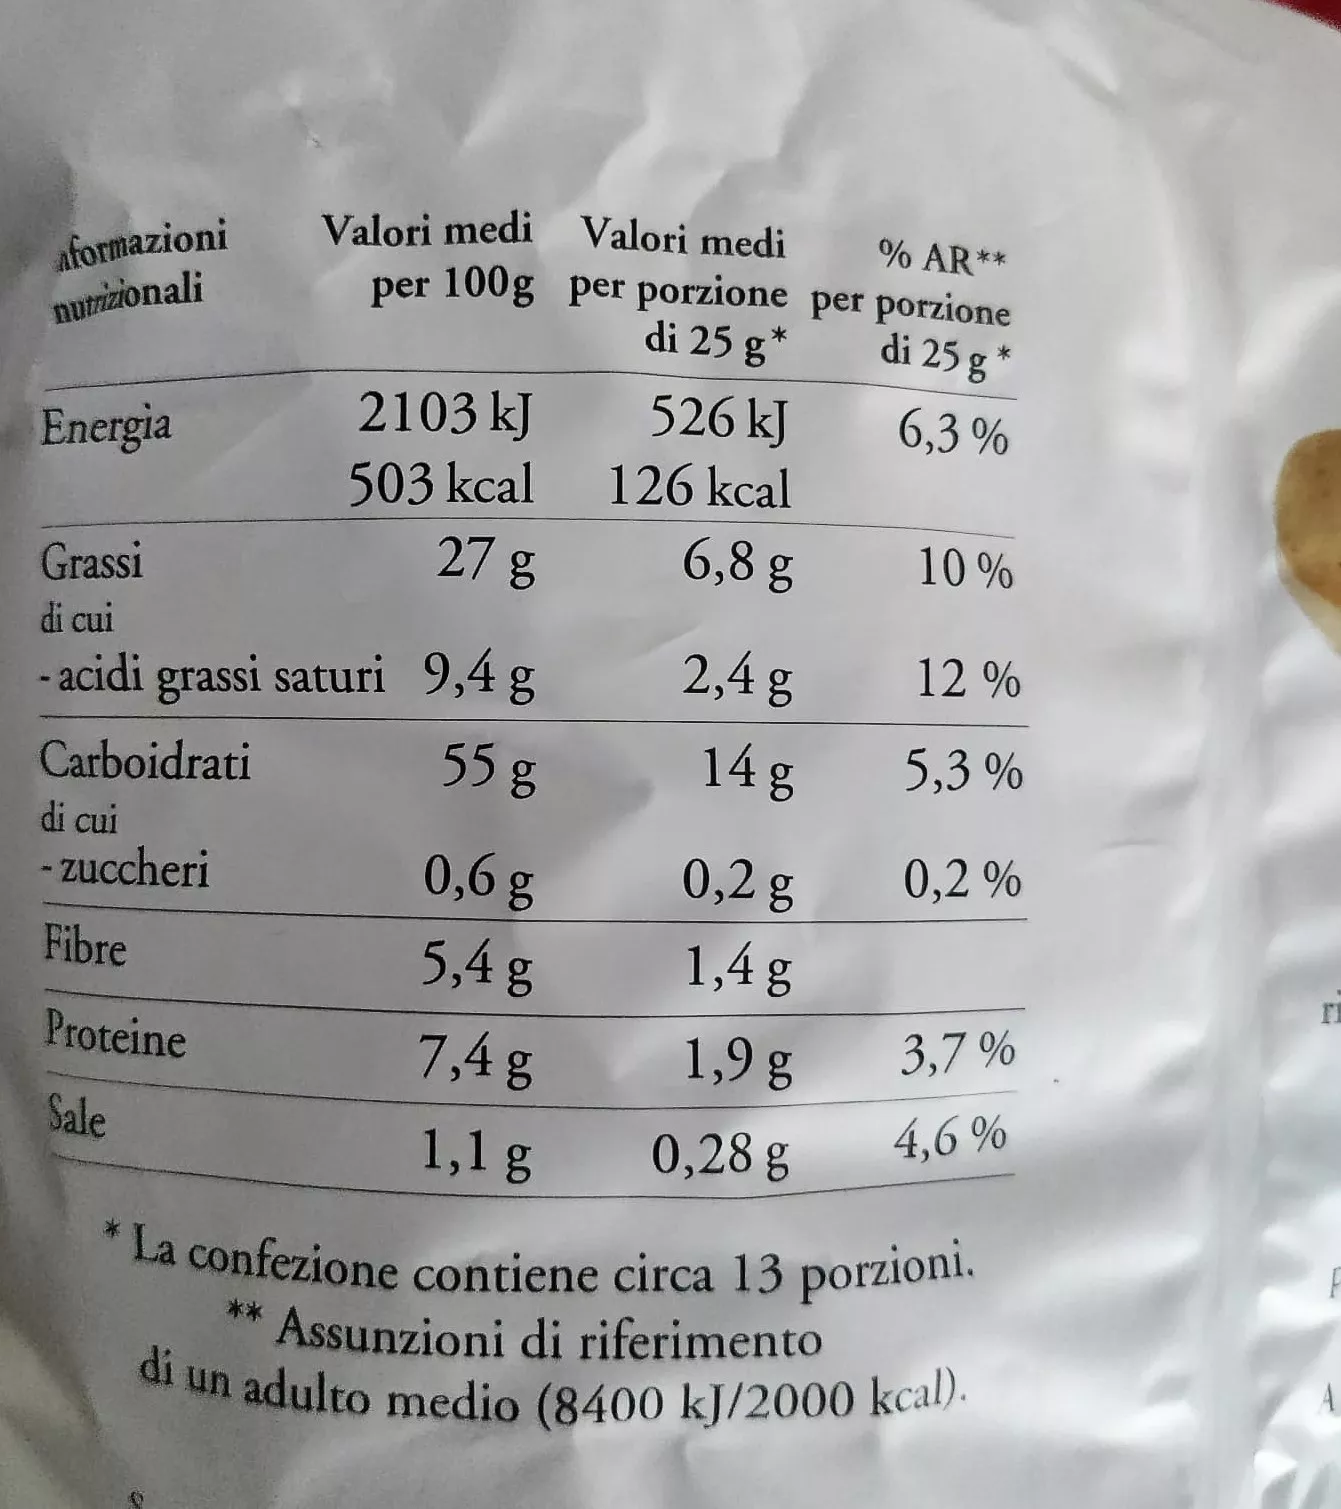 nformazioni Valori medi Valori medi % AR**
nutrizionali per 100g per porzione per porzione
di 25 g* di 25 g *
Energia 2103 kJ 526 kJ 6,3 %
503 kcal 126 kcal
Grassi 27 g 6,8 g 10 %
di cui
- acidi grassi saturi 9,4 g 2,4 g 12 %
Carboidrati 55 g 14 g 5,3 %
di cui
- zuccheri 0,6 g 0,2 g 0,2 %
Fibre 5,4 g 1,4 g
Proteine 7,4 g 1,9 g 3,7 %
Sale 1,1 g 0,28 g 4,6 %
* La confezione contiene circa 13 porzioni.
** Assunzioni di riferimento
di un adulto medio (8400 kJ/2000 kcal).
ri